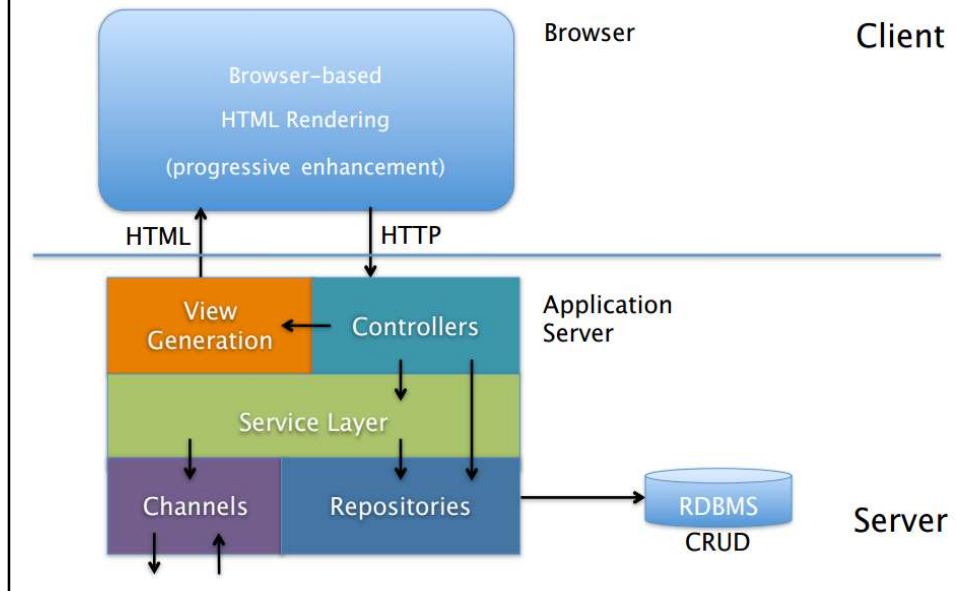 Browser
Client
Browser-based
HTML Rendering
(progressive enhancement)
HTML
HTTP
View
Generation
Controllers
Application
Server
Service Layer
Channels
Repositories
RDBMS
CRUD
Server